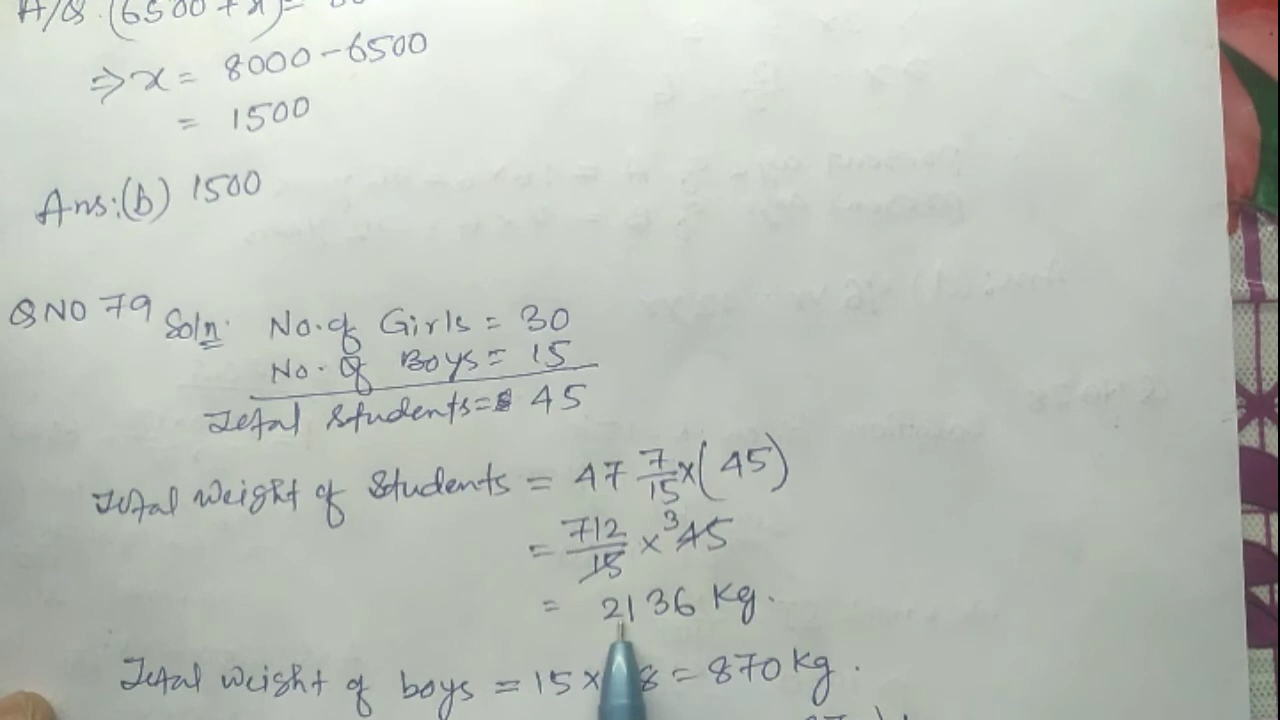 A/Q (6500+x)=
⇒ x = 8000-6500
= 1500
Ans:(b) 1500
Q NO 79 Soln: No. of Girls = 30
No. of Boys = 15
Total Students = 45
Total Weight of Students = 47 7/15 x (45)
= 712/15 x 3 45
= 2136 Kg.
Total Weight of boys = 15 x 8 = 870 kg.